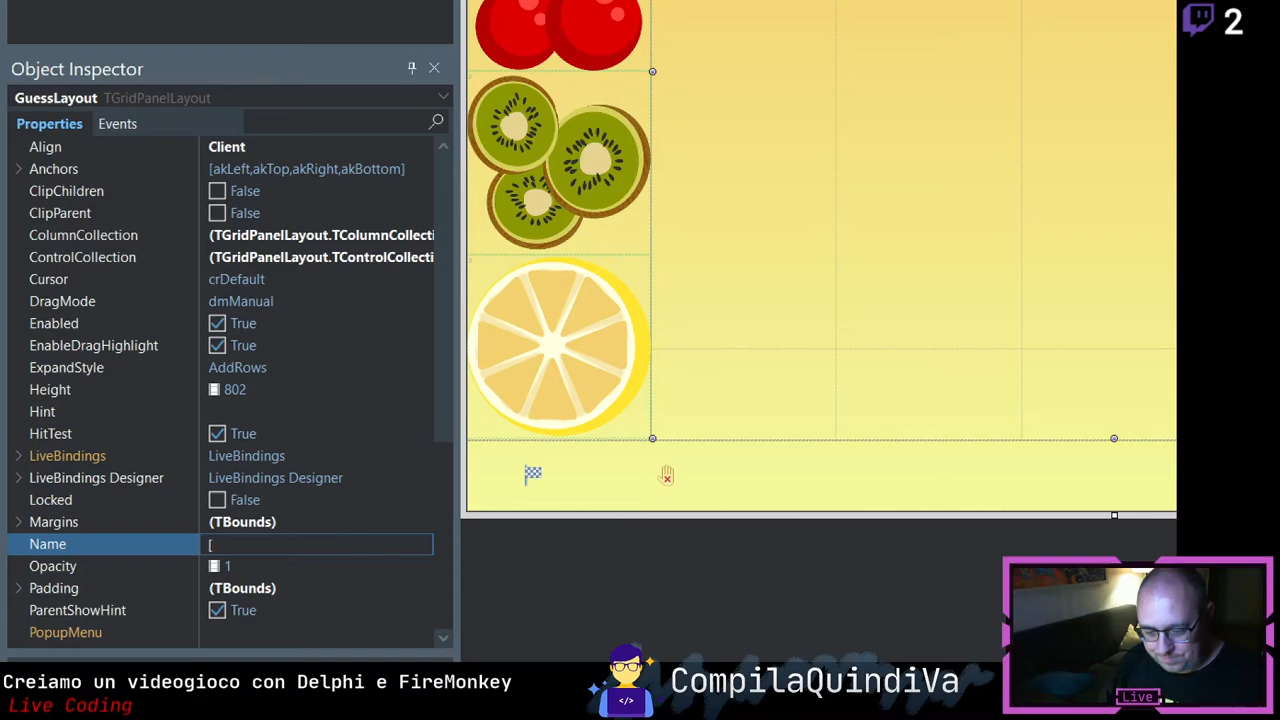 2
Object Inspector
GuessLayout TGridPanelLayout
Properties Events
Align Client
Anchors [akLeft,akTop,akRight,akBottom]
ClipChildren False
ClipParent False
ColumnCollection (TGridPanelLayout.TColumnCollecti
ControlCollection (TGridPanelLayout.TControlCollecti
Cursor crDefault
DragMode dmManual
Enabled True
EnableDragHighlight True
ExpandStyle AddRows
Height 802
Hint
HitTest True
LiveBindings LiveBindings
LiveBindings Designer LiveBindings Designer
Locked False
Margins (TBounds)
Name [
Opacity 1
Padding (TBounds)
ParentShowHint True
PopupMenu
Creiamo un videogioco con Delphi e FireMonkey
Live Coding
</>
CompilaQuindiVa
Live